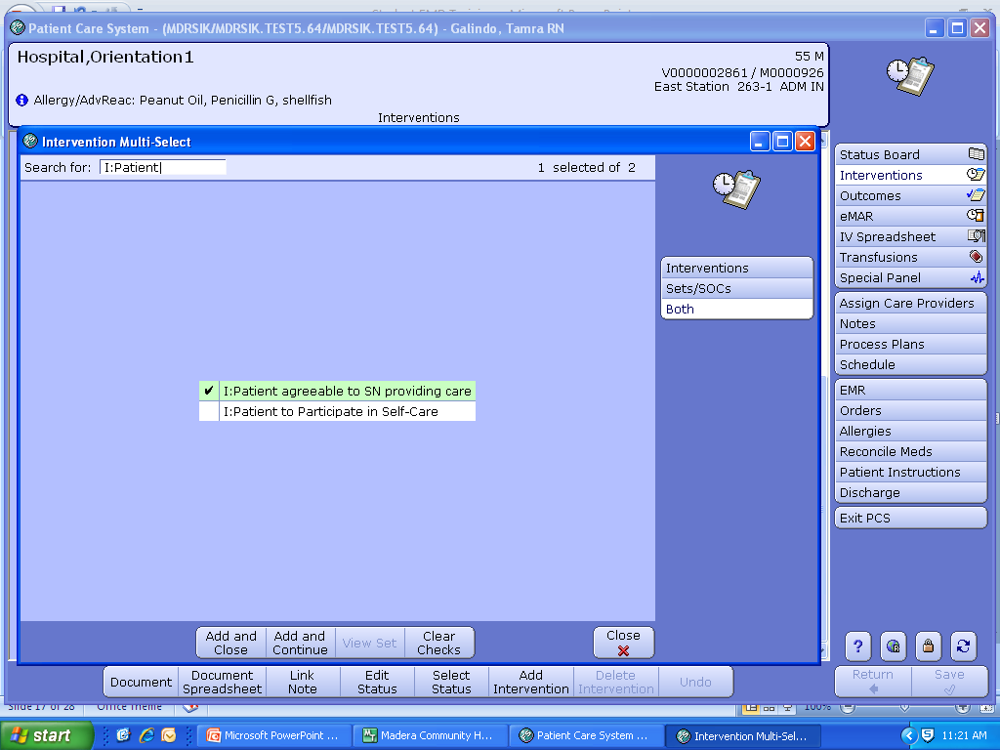 Patient Care System - (MDRSIK/MDRSIK.TEST5.64/MDRSIK.TEST5.64) - Galindo, Tamra RN
Hospital,Orientation1
55 M
V0000002861 / M0000926
East Station 263-1 ADM IN
Allergy/AdvReac: Peanut Oil, Penicillin G, shellfish
Interventions
Intervention Multi-Select
Search for: I:Patient
1 selected of 2
Interventions
Sets/SOCs
Both
✔ I:Patient agreeable to SN providing care
I:Patient to Participate in Self-Care
Add and Close
Add and Continue
View Set
Clear Checks
Close
Status Board
Interventions
Outcomes
eMAR
IV Spreadsheet
Transfusions
Special Panel
Assign Care Providers
Notes
Process Plans
Schedule
EMR
Orders
Allergies
Reconcile Meds
Patient Instructions
Discharge
Exit PCS
?
Return
Save
Document
Document Spreadsheet
Link Note
Edit Status
Select Status
Add Intervention
Delete Intervention
Undo
Slide 17 of 28
Office Theme
100%
start
Microsoft PowerPoint ...
Madera Community H...
Patient Care System ...
Intervention Multi-Sel...
11:21 AM